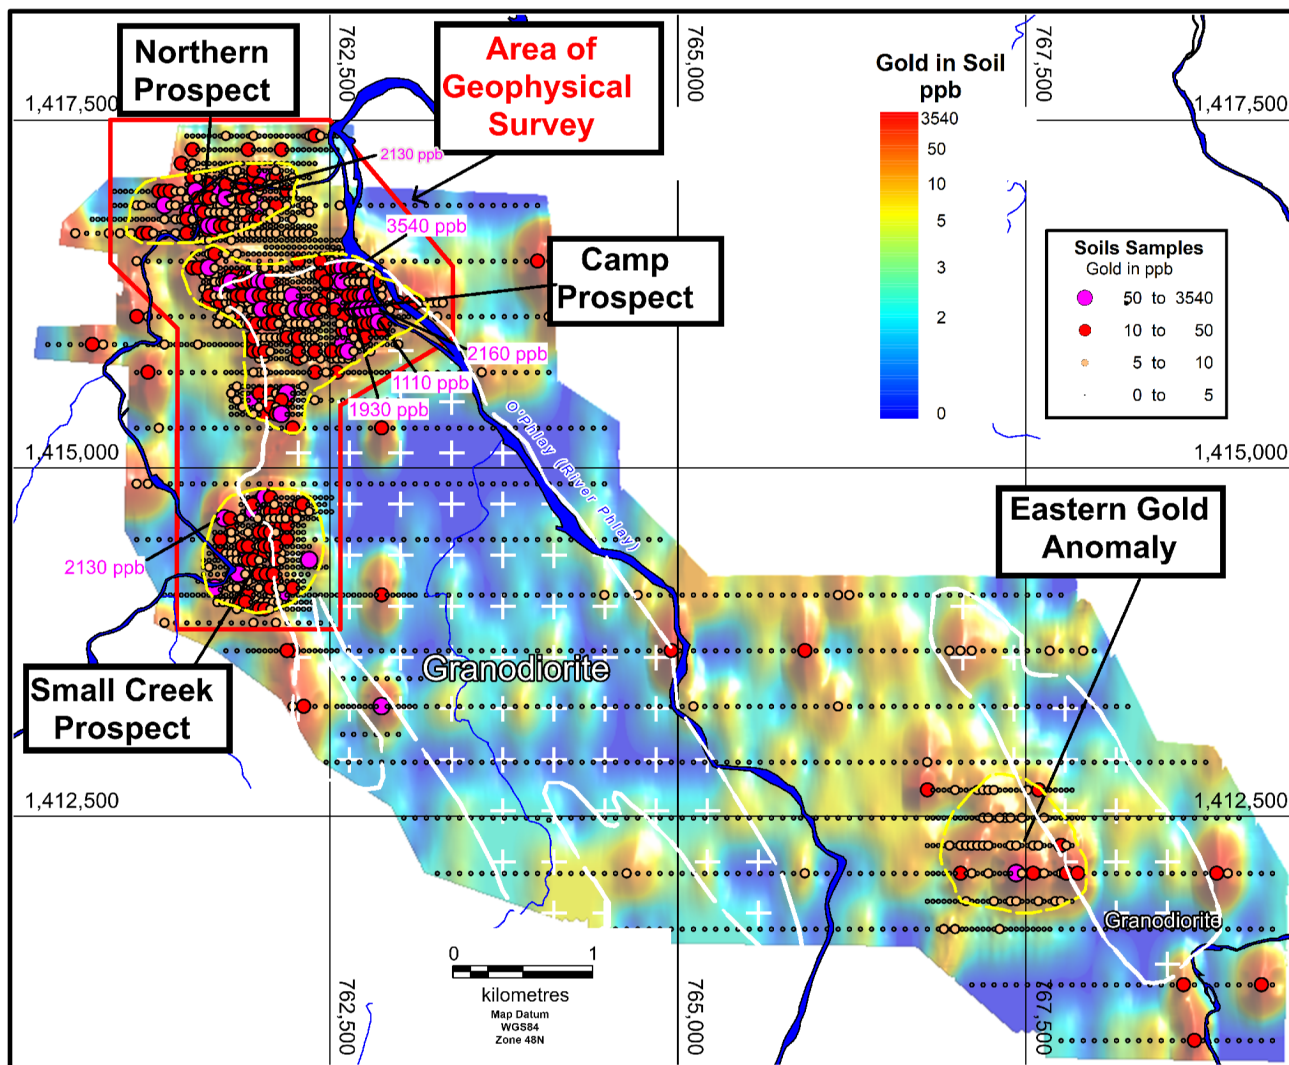 Northern
Prospect
Area of
Geophysical
Survey
762,500
765,000
767,500
1,417,500
1,417,500
Gold in Soil
ppb
3540
50
10
5
3
2
0
Soils Samples
Gold in ppb
50 to 3540
10 to 50
5 to 10
0 to 5
2130 ppb
3540 ppb
Camp
Prospect
2160 ppb
1110 ppb
1930 ppb
O'Phlay (River Phlay)
1,415,000
1,415,000
Eastern Gold
Anomaly
2130 ppb
Granodiorite
Small Creek
Prospect
1,412,500
1,412,500
Granodiorite
0 1
kilometres
Map Datum
WGS84
Zone 48N
762,500
765,000
767,500